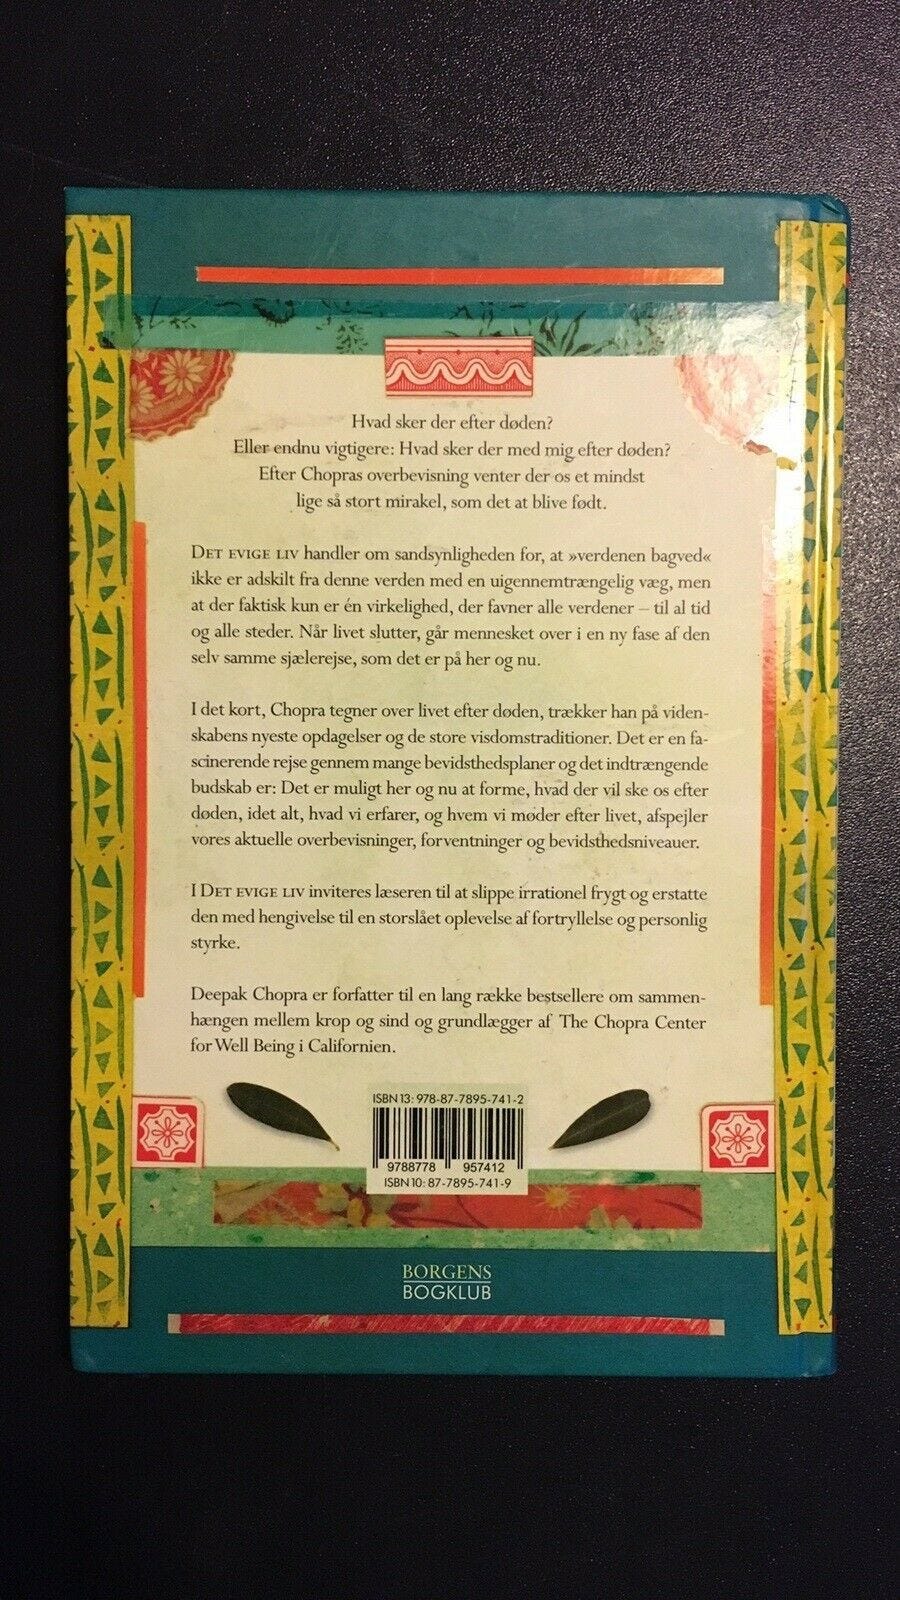 Hvad sker der efter døden?
Eller endnu vigtigere: Hvad sker der med mig efter døden?
Efter Chopras overbevisning venter der os et mindst
lige så stort mirakel, som det at blive født.
DET EVIGE LIV handler om sandsynligheden for, at »verdenen bagved«
ikke er adskilt fra denne verden med en uigennemtrængelig væg, men
at der faktisk kun er én virkelighed, der favner alle verdener – til al tid
og alle steder. Når livet slutter, går mennesket over i en ny fase af den
selv samme sjælerejse, som det er på her og nu.
I det kort, Chopra tegner over livet efter døden, trækker han på viden-
skabens nyeste opdagelser og de store visdomstraditioner. Det er en fa-
scinerende rejse gennem mange bevidsthedsplaner og det indtrængende
budskab er: Det er muligt her og nu at forme, hvad der vil ske os efter
døden, idet alt, hvad vi erfarer, og hvem vi møder efter livet, afspejler
vores aktuelle overbevisninger, forventninger og bevidsthedsniveauer.
I DET EVIGE LIV inviteres læseren til at slippe irrationel frygt og erstatte
den med hengivelse til en storslået oplevelse af fortryllelse og personlig
styrke.
Deepak Chopra er forfatter til en lang række bestsellere om sammen-
hængen mellem krop og sind og grundlægger af The Chopra Center
for Well Being i Californien.
ISBN 13: 978-87-7895-741-2
9788778 957412
ISBN 10: 87-7895-741-9
BORGENS
BOGKLUB